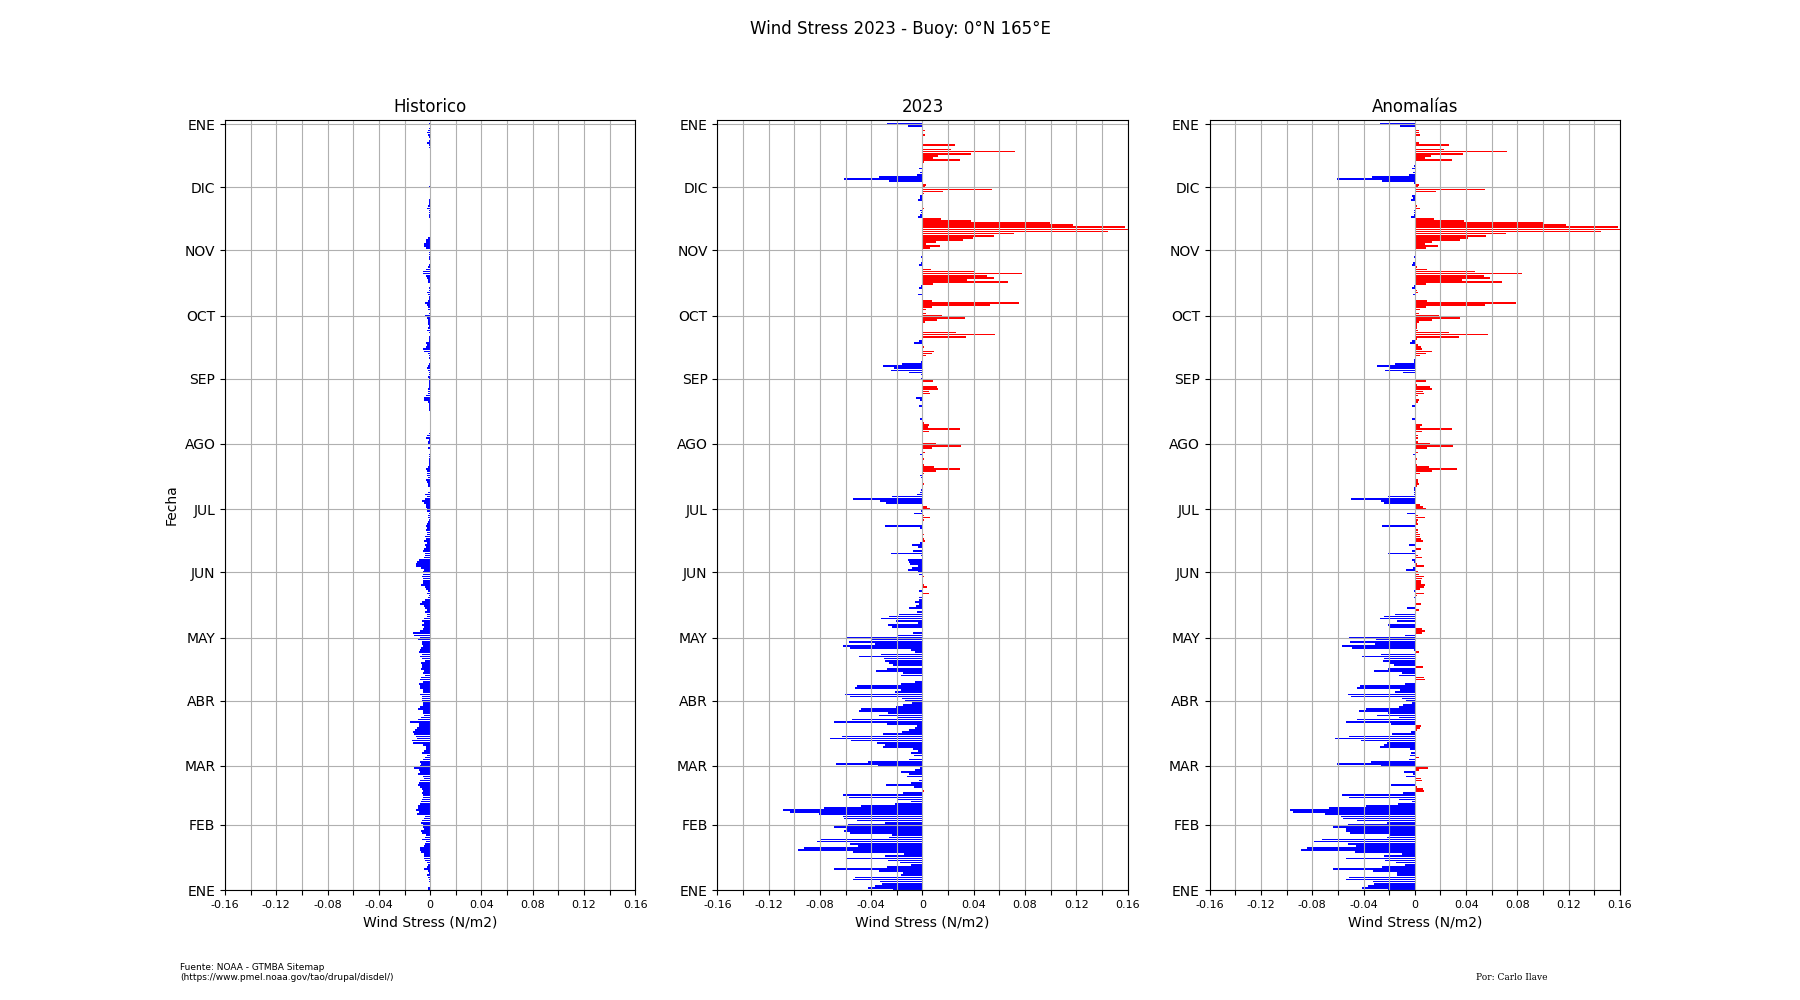 Wind Stress 2023 - Buoy: 0°N 165°E
Historico
2023
Anomalías
ENE ENE ENE
DIC DIC DIC
NOV NOV NOV
OCT OCT OCT
SEP SEP SEP
AGO AGO AGO
Fecha
JUL JUL JUL
JUN JUN JUN
MAY MAY MAY
ABR ABR ABR
MAR MAR MAR
FEB FEB FEB
ENE ENE ENE
-0.16 -0.12 -0.08 -0.04 0 0.04 0.08 0.12 0.16 -0.16 -0.12 -0.08 -0.04 0 0.04 0.08 0.12 0.16 -0.16 -0.12 -0.08 -0.04 0 0.04 0.08 0.12 0.16
Wind Stress (N/m2) Wind Stress (N/m2) Wind Stress (N/m2)
Fuente: NOAA - GTMBA Sitemap
(https://www.pmel.noaa.gov/tao/drupal/disdel/)
Por: Carlo Ilave